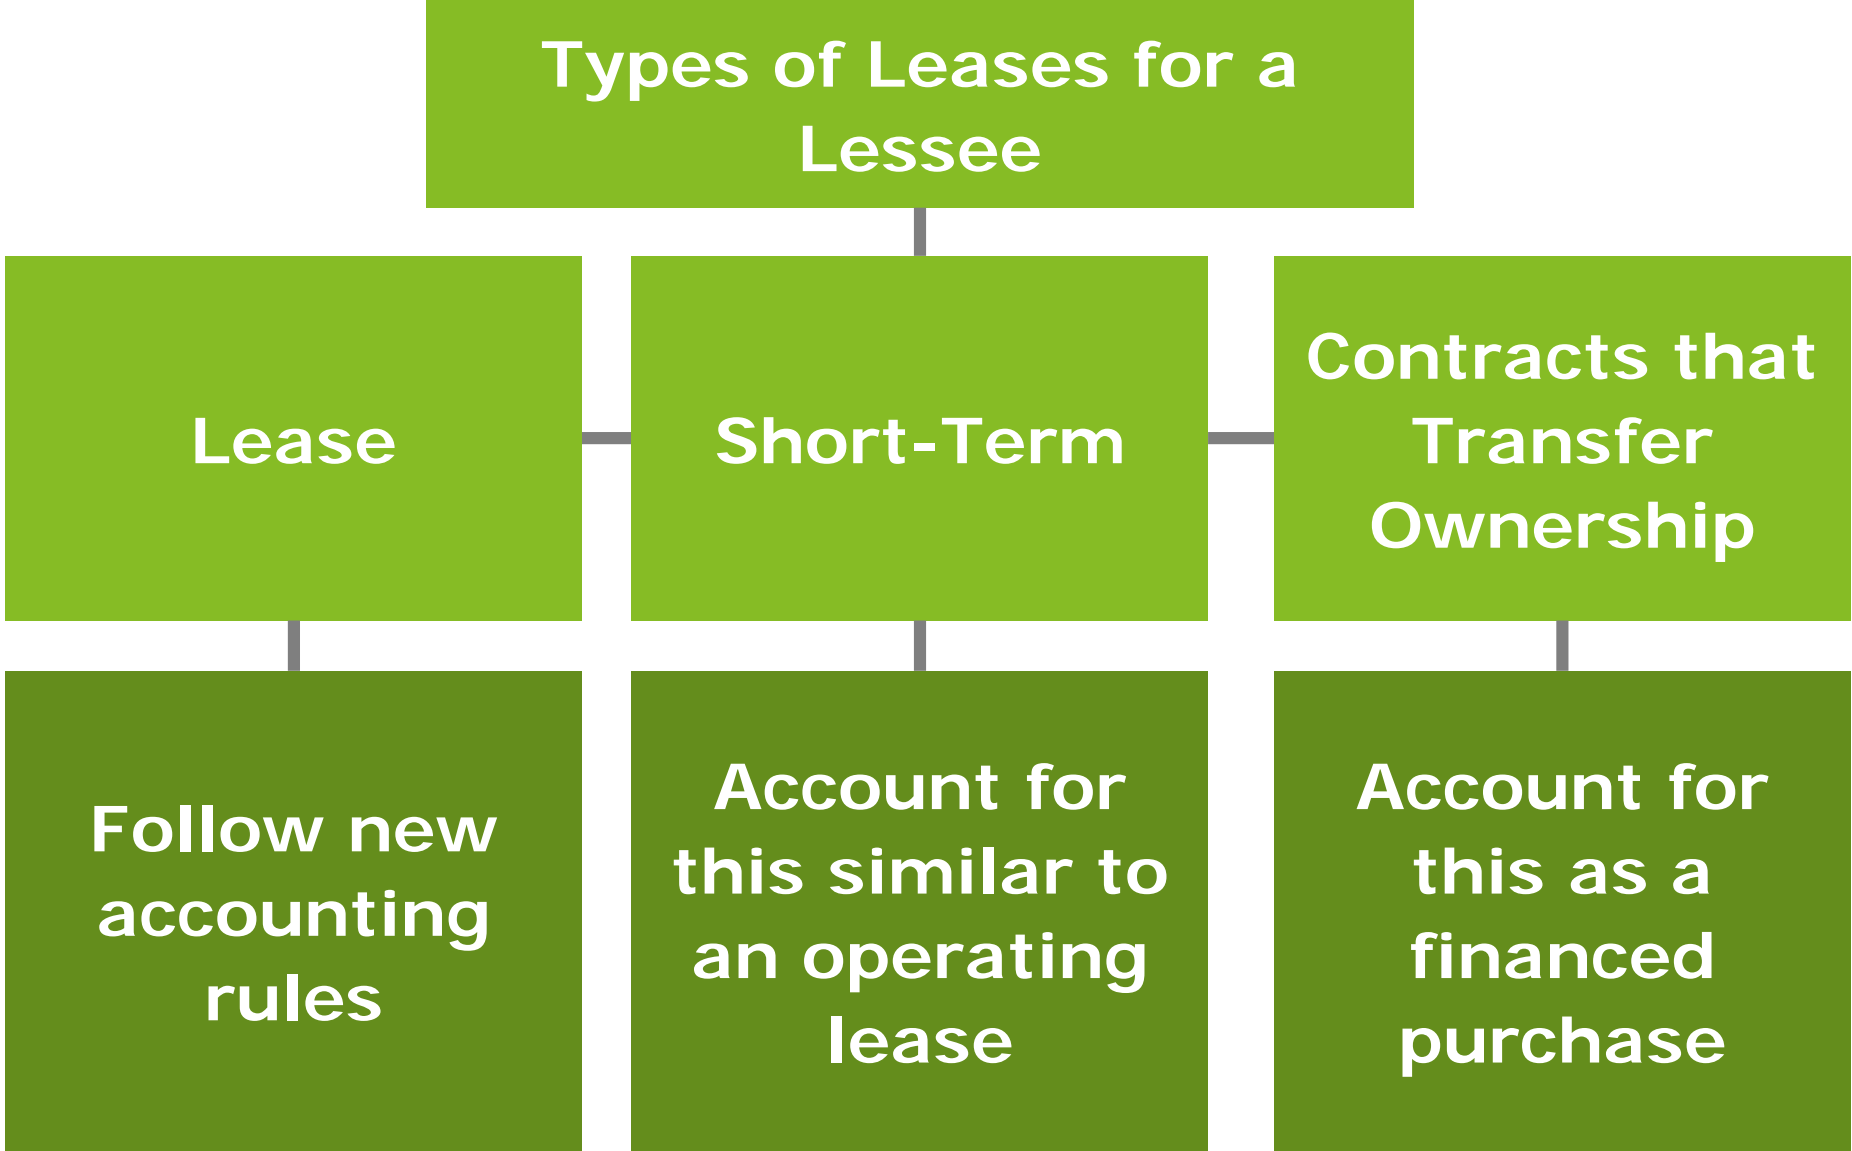 Types of Leases for a
Lessee
Lease
Short-Term
Contracts that
Transfer
Ownership
Follow new
accounting
rules
Account for
this similar to
an operating
lease
Account for
this as a
financed
purchase